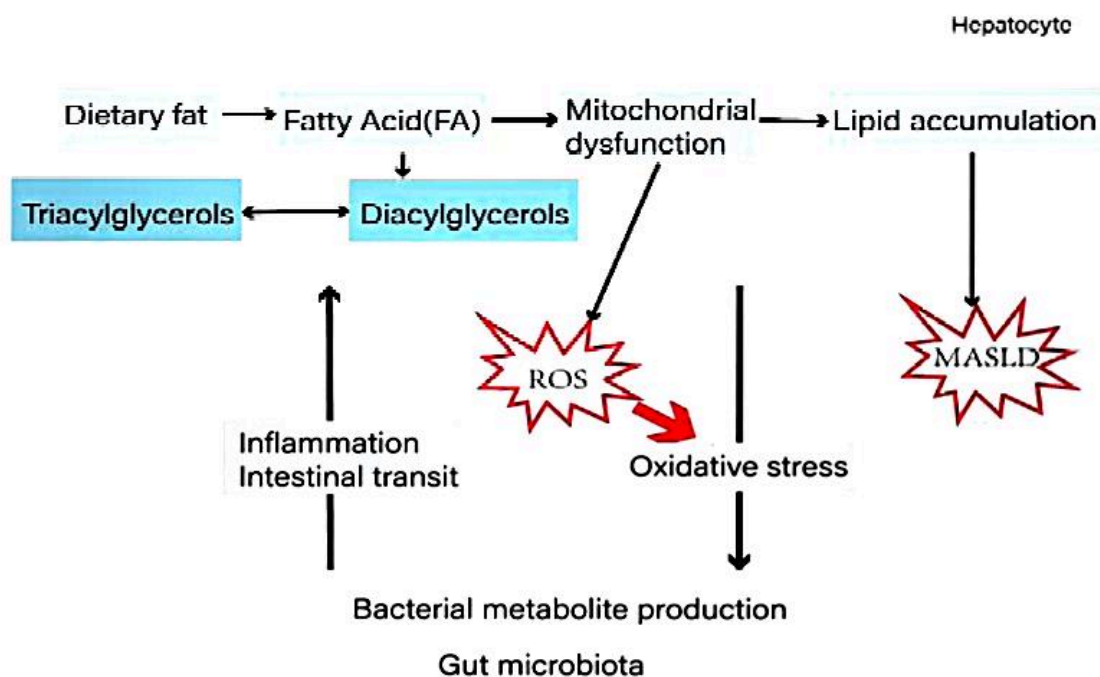 Hepatocyte
Dietary fat
Fatty Acid(FA)
Mitochondrial
dysfunction
Lipid accumulation
Triacylglycerols
Diacylglycerols
ROS
MASLD
Inflammation
Intestinal transit
Oxidative stress
Bacterial metabolite production
Gut microbiota